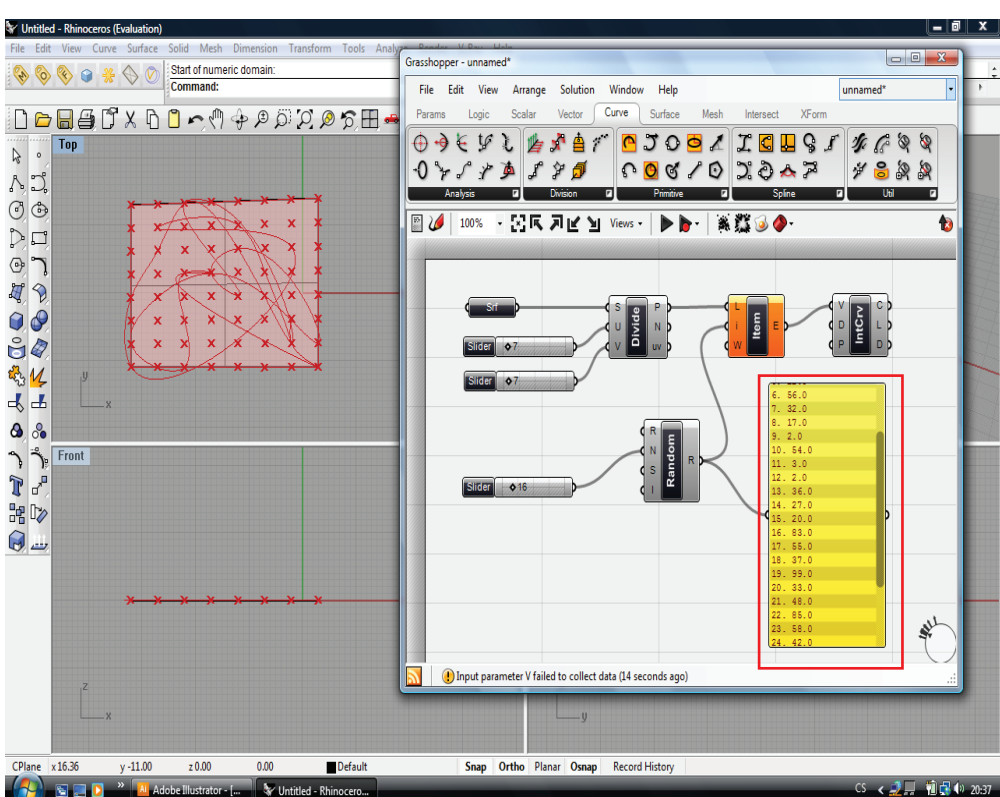 Untitled - Rhinoceros (Evaluation)
File Edit View Curve Surface Solid Mesh Dimension Transform Tools Analyze Render V-Ray Help
Start of numeric domain:
Command:
Top
y
x
Front
z
x
y
Grasshopper - unnamed*
File Edit View Arrange Solution Window Help
unnamed*
Params Logic Scalar Vector Curve Surface Mesh Intersect XForm
Analysis Division Primitive Spline Util
100% Views
Srf
S U V Divide P N uv
L i W Item E
V D P IntCrv C L D
Slider 7
Slider 7
R N S I Random R
Slider 16
6. 56.0
7. 32.0
8. 17.0
9. 2.0
10. 54.0
11. 3.0
12. 2.0
13. 36.0
14. 27.0
15. 20.0
16. 83.0
17. 55.0
18. 37.0
19. 99.0
20. 33.0
21. 48.0
22. 85.0
23. 58.0
24. 42.0
Input parameter V failed to collect data (14 seconds ago)
CPlane x 16.36 y -11.00 z 0.00 0.00 Default Snap Ortho Planar Osnap Record History
Adobe Illustrator - [... Untitled - Rhinocero... CS 20:37